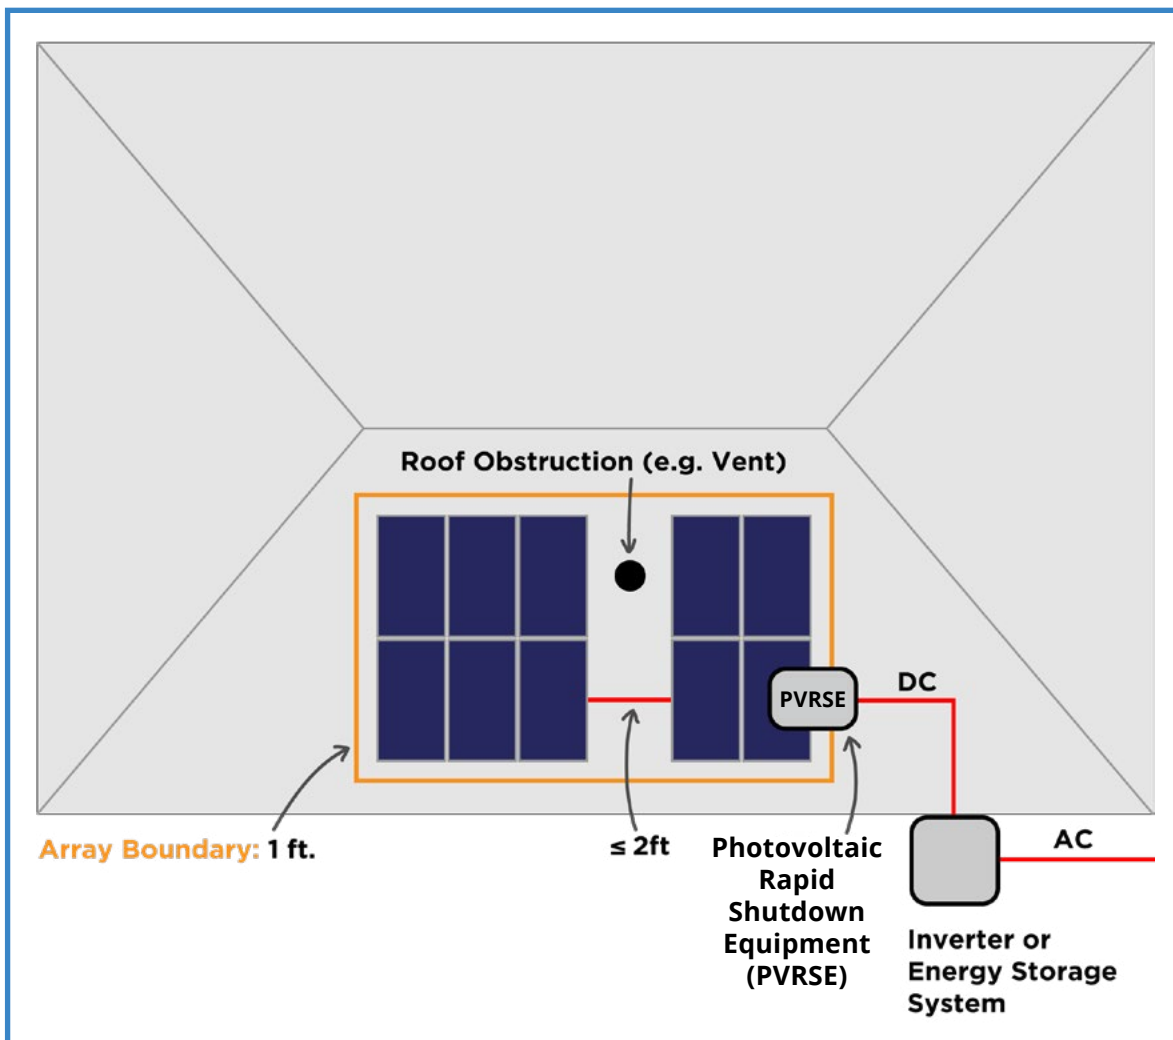 Roof Obstruction (e.g. Vent)
PVRSE
DC
Array Boundary: 1 ft.
≤ 2ft
Photovoltaic
Rapid
Shutdown
Equipment
(PVRSE)
AC
Inverter or
Energy Storage
System